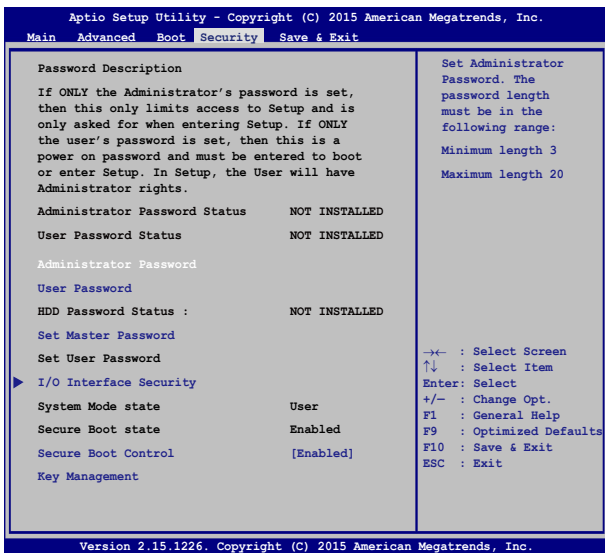 Aptio Setup Utility - Copyright (C) 2015 American Megatrends, Inc.
Main Advanced Boot Security Save & Exit
Password Description
If ONLY the Administrator's password is set,
then this only limits access to Setup and is
only asked for when entering Setup. If ONLY
the user's password is set, then this is a
power on password and must be entered to boot
or enter Setup. In Setup, the User will have
Administrator rights.
Administrator Password Status NOT INSTALLED
User Password Status NOT INSTALLED
Administrator Password
User Password
HDD Password Status : NOT INSTALLED
Set Master Password
Set User Password
I/O Interface Security
System Mode state User
Secure Boot state Enabled
Secure Boot Control [Enabled]
Key Management
Set Administrator
Password. The
password length
must be in the
following range:
Minimum length 3
Maximum length 20
→← : Select Screen
↑↓ : Select Item
Enter: Select
+/— : Change Opt.
F1 : General Help
F9 : Optimized Defaults
F10 : Save & Exit
ESC : Exit
Version 2.15.1226. Copyright (C) 2015 American Megatrends, Inc.